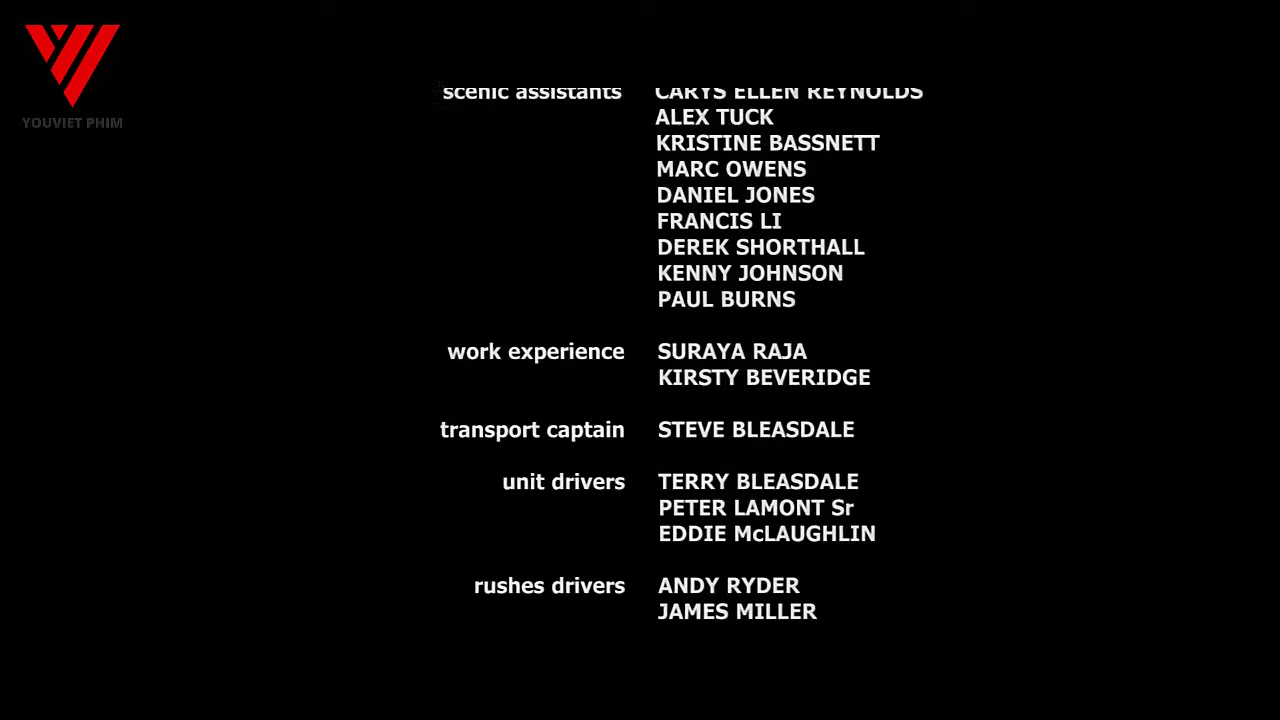 YOUVIET PHIM
scenic assistants CARYS ELLEN REYNOLDS
ALEX TUCK
KRISTINE BASSNETT
MARC OWENS
DANIEL JONES
FRANCIS LI
DEREK SHORTHALL
KENNY JOHNSON
PAUL BURNS
work experience SURAYA RAJA
KIRSTY BEVERIDGE
transport captain STEVE BLEASDALE
unit drivers TERRY BLEASDALE
PETER LAMONT Sr
EDDIE McLAUGHLIN
rushes drivers ANDY RYDER
JAMES MILLER